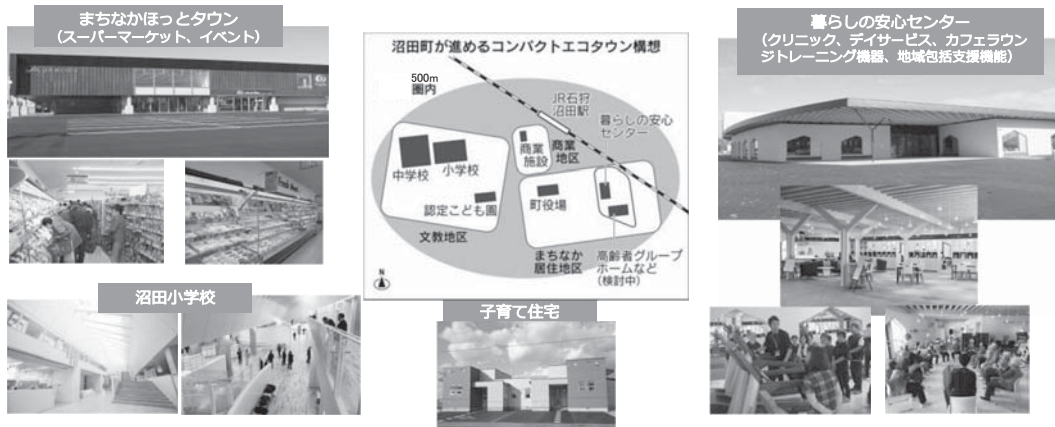 まちなかほっとタウン
(スーパーマーケット、イベント)
沼田町が進めるコンパクトエコタウン構想
500m
圏内
JR石狩
沼田駅
暮らしの安心
センター
商業
施設
商業
地区
中学校
小学校
認定こども園
文教地区
町役場
まちなか
居住地区
高齢者グループ
ホームなど
(検討中)
N
暮らしの安心センター
(クリニック、デイサービス、カフェラウン
ジトレーニング機器、地域包括支援機能)
沼田小学校
子育て住宅